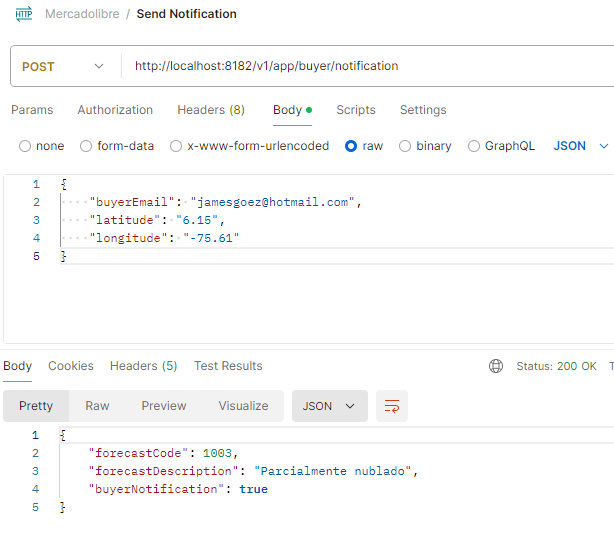 HTTP Mercadolibre / Send Notification
POST http://localhost:8182/v1/app/buyer/notification
Params Authorization Headers (8) Body Scripts Settings
none form-data x-www-form-urlencoded raw binary GraphQL JSON
1 {
2 "buyerEmail": "jamesgoez@hotmail.com",
3 "latitude": "6.15",
4 "longitude": "-75.61"
5 }
Body Cookies Headers (5) Test Results Status: 200 OK
Pretty Raw Preview Visualize JSON
1 {
2 "forecastCode": 1003,
3 "forecastDescription": "Parcialmente nublado",
4 "buyerNotification": true
5 }